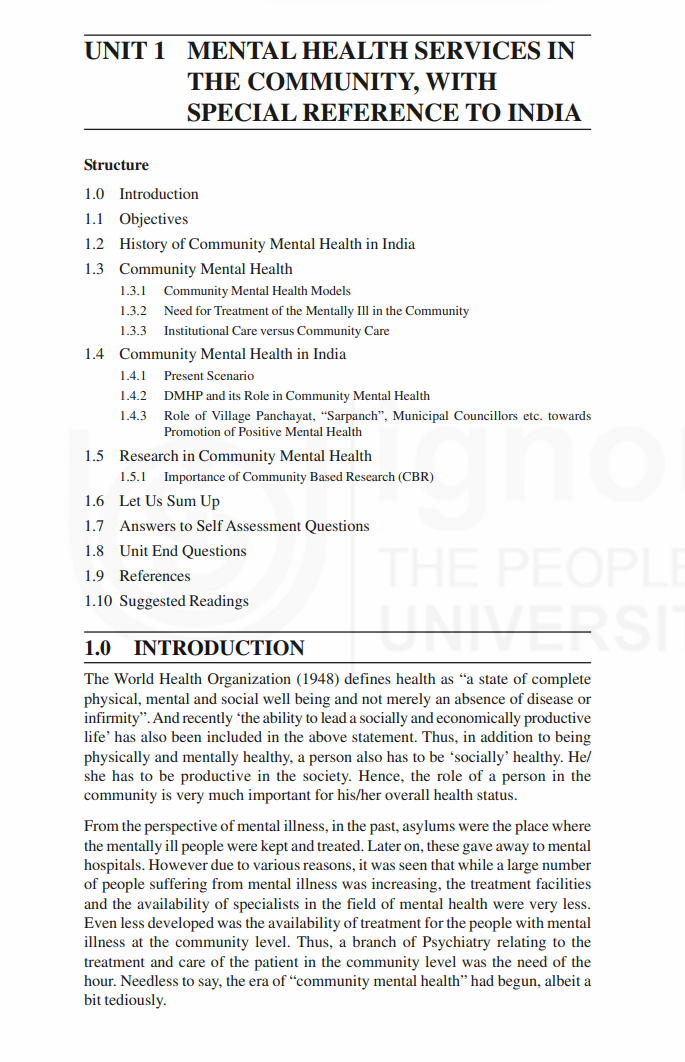 UNIT 1 MENTAL HEALTH SERVICES IN
THE COMMUNITY, WITH
SPECIAL REFERENCE TO INDIA
Structure
1.0 Introduction
1.1 Objectives
1.2 History of Community Mental Health in India
1.3 Community Mental Health
1.3.1 Community Mental Health Models
1.3.2 Need for Treatment of the Mentally Ill in the Community
1.3.3 Institutional Care versus Community Care
1.4 Community Mental Health in India
1.4.1 Present Scenario
1.4.2 DMHP and its Role in Community Mental Health
1.4.3 Role of Village Panchayat, “Sarpanch”, Municipal Councillors etc. towards
Promotion of Positive Mental Health
1.5 Research in Community Mental Health
1.5.1 Importance of Community Based Research (CBR)
1.6 Let Us Sum Up
1.7 Answers to Self Assessment Questions
1.8 Unit End Questions
1.9 References
1.10 Suggested Readings
ignou
THE PEOPLE
UNIVERSIT
1.0 INTRODUCTION
The World Health Organization (1948) defines health as “a state of complete
physical, mental and social well being and not merely an absence of disease or
infirmity”. And recently ‘the ability to lead a socially and economically productive
life’ has also been included in the above statement. Thus, in addition to being
physically and mentally healthy, a person also has to be ‘socially’ healthy. He/
she has to be productive in the society. Hence, the role of a person in the
community is very much important for his/her overall health status.
From the perspective of mental illness, in the past, asylums were the place where
the mentally ill people were kept and treated. Later on, these gave away to mental
hospitals. However due to various reasons, it was seen that while a large number
of people suffering from mental illness was increasing, the treatment facilities
and the availability of specialists in the field of mental health were very less.
Even less developed was the availability of treatment for the people with mental
illness at the community level. Thus, a branch of Psychiatry relating to the
treatment and care of the patient in the community level was the need of the
hour. Needless to say, the era of “community mental health” had begun, albeit a
bit tediously.